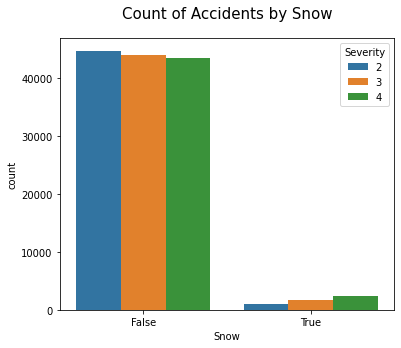 Count of Accidents by Snow
Severity
2
3
4
40000
30000
20000
10000
0
count
False
True
Snow